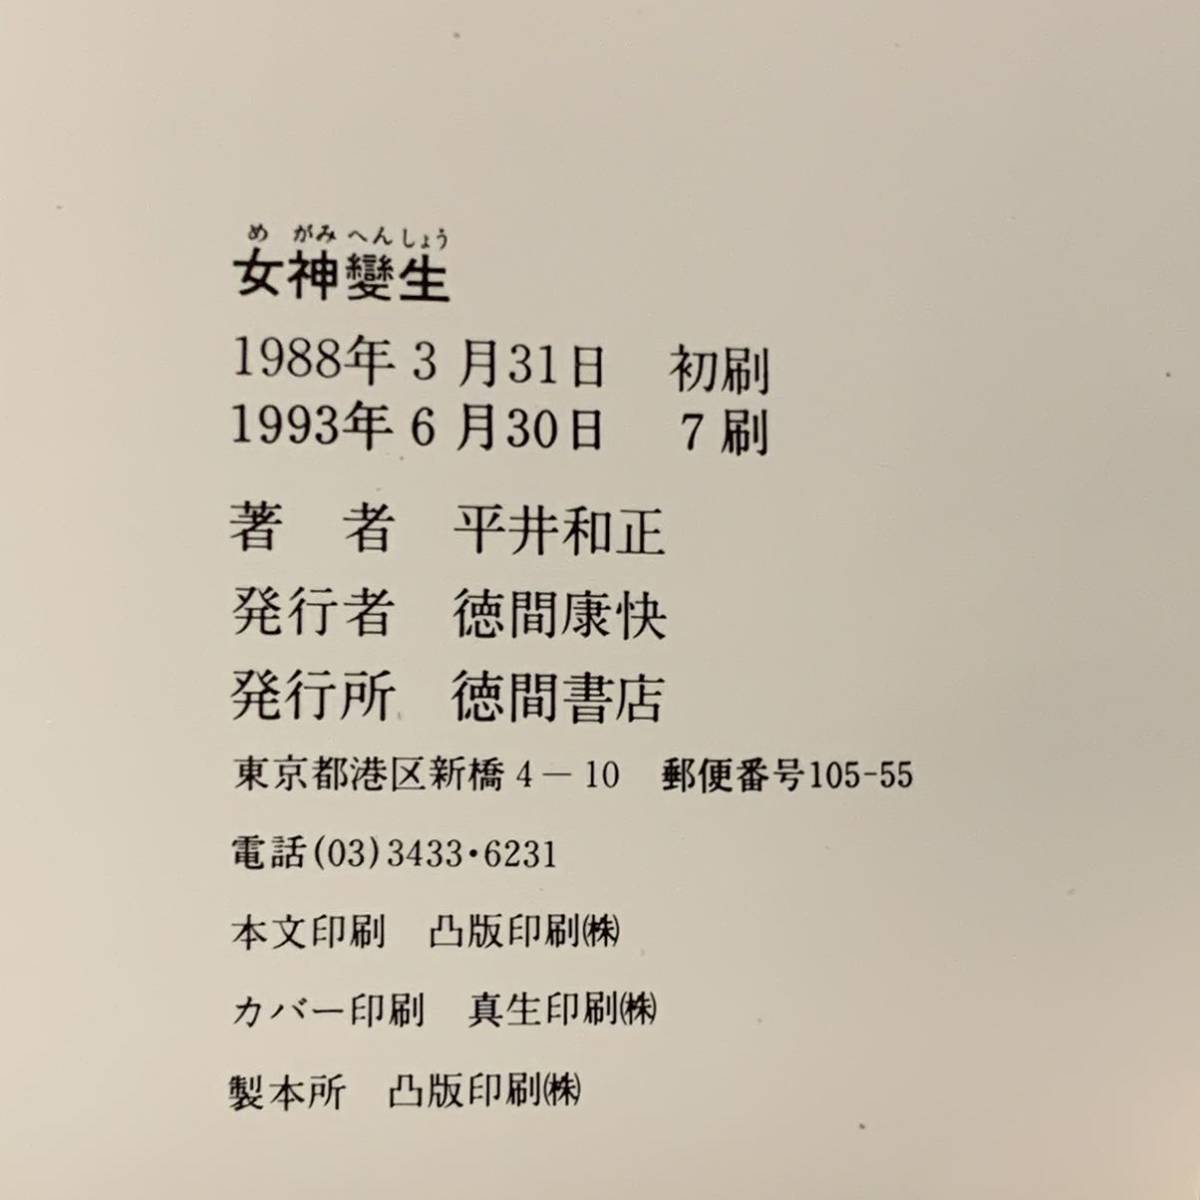 めがみへんしょう
女神變生
1988年3月31日　初刷
1993年6月30日　7刷
著　者　平井和正
発行者　徳間康快
発行所　徳間書店
東京都港区新橋4－10　郵便番号105-55
電話(03)3433・6231
本文印刷　凸版印刷㈱
カバー印刷　真生印刷㈱
製本所　凸版印刷㈱